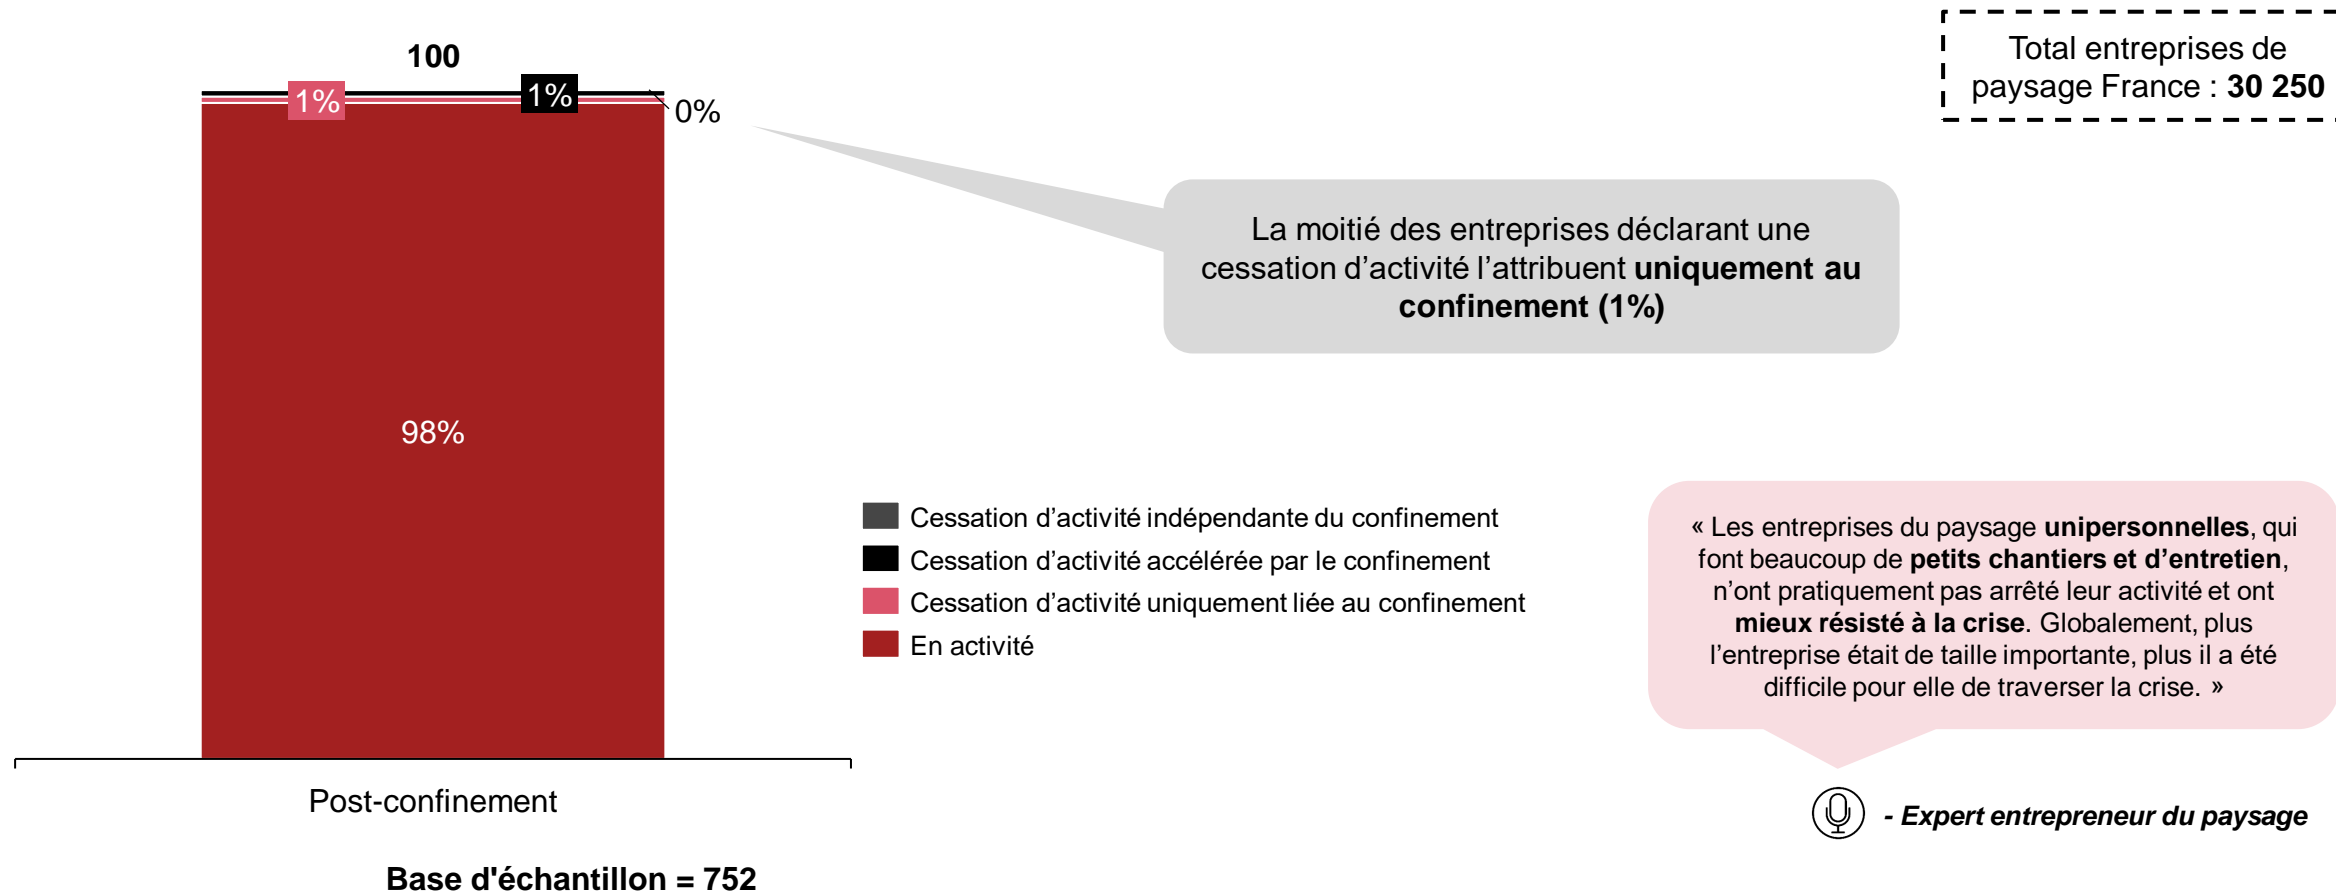 100
1%
1%
0%
98%
Post-confinement
Base d'échantillon = 752
Total entreprises de
paysage France : 30 250
La moitié des entreprises déclarant une
cessation d’activité l’attribuent uniquement au
confinement (1%)
Cessation d’activité indépendante du confinement
Cessation d’activité accélérée par le confinement
Cessation d’activité uniquement liée au confinement
En activité
« Les entreprises du paysage unipersonnelles, qui
font beaucoup de petits chantiers et d’entretien,
n’ont pratiquement pas arrêté leur activité et ont
mieux résisté à la crise. Globalement, plus
l’entreprise était de taille importante, plus il a été
difficile pour elle de traverser la crise. »
- Expert entrepreneur du paysage